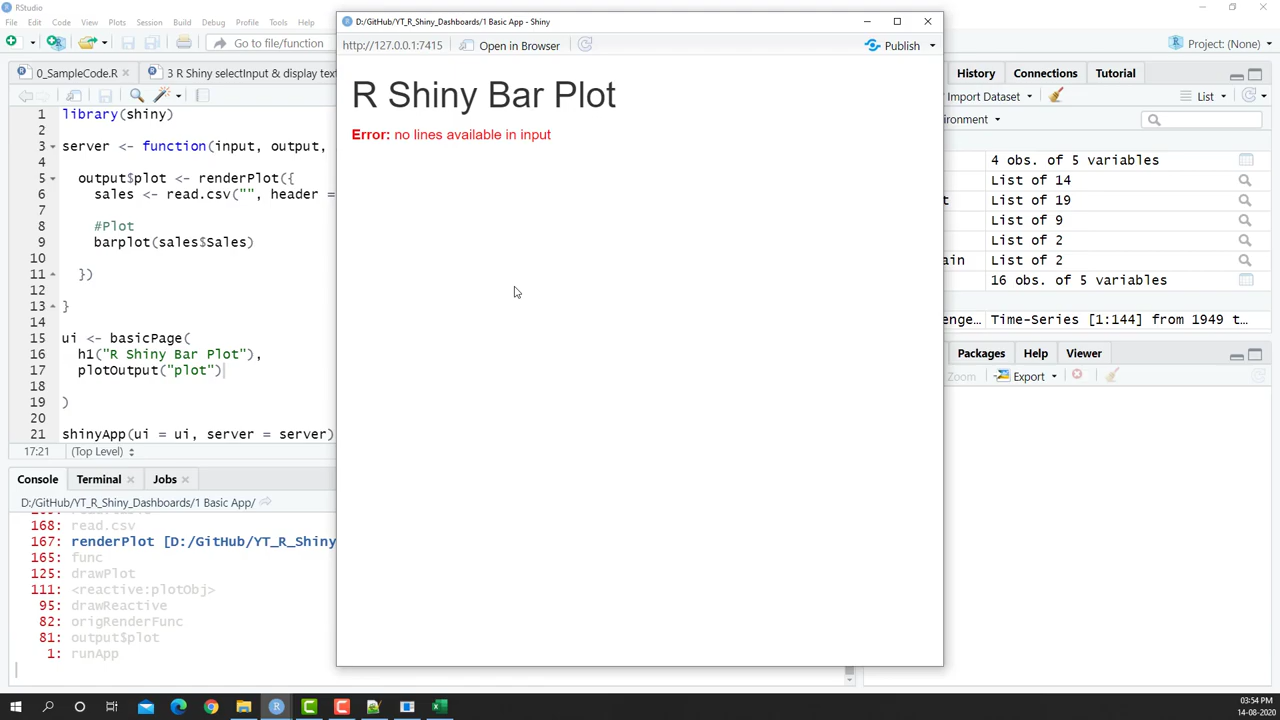 RStudio
File Edit Code View Plots Session Build Debug Profile Tools Help
Go to file/function
Project: (None)
0_SampleCode.R
3 R Shiny selectInput & display tex
1 library(shiny)
2
3 server <- function(input, output,
4
5 output$plot <- renderPlot({
6 sales <- read.csv("", header =
7
8 #Plot
9 barplot(sales$Sales)
10
11 })
12
13 }
14
15 ui <- basicPage(
16 h1("R Shiny Bar Plot"),
17 plotOutput("plot")
18
19 )
20
21 shinyApp(ui = ui, server = server)
17:21 (Top Level)
Console Terminal Jobs
D:/GitHub/YT_R_Shiny_Dashboards/1 Basic App/
168: read.csv
167: renderPlot [D:/GitHub/YT_R_Shiny
165: func
125: drawPlot
111: <reactive:plotObj>
95: drawReactive
82: origRenderFunc
81: output$plot
1: runApp
D:/GitHub/YT_R_Shiny_Dashboards/1 Basic App - Shiny
http://127.0.0.1:7415 Open in Browser Publish
R Shiny Bar Plot
Error: no lines available in input
History Connections Tutorial
Import Dataset List
ironment
4 obs. of 5 variables
List of 14
t List of 19
List of 9
List of 2
ain List of 2
16 obs. of 5 variables
enge… Time-Series [1:144] from 1949 t…
Packages Help Viewer
Zoom Export
03:54 PM
14-08-2020